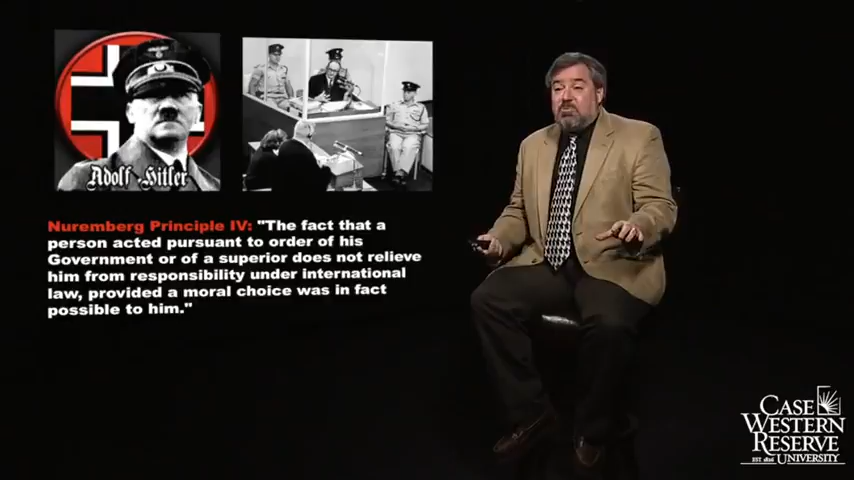 Adolf Hitler
Nuremberg Principle IV: "The fact that a
person acted pursuant to order of his
Government or of a superior does not relieve
him from responsibility under international
law, provided a moral choice was in fact
possible to him."
CASE
WESTERN
RESERVE
EST. 1826 UNIVERSITY